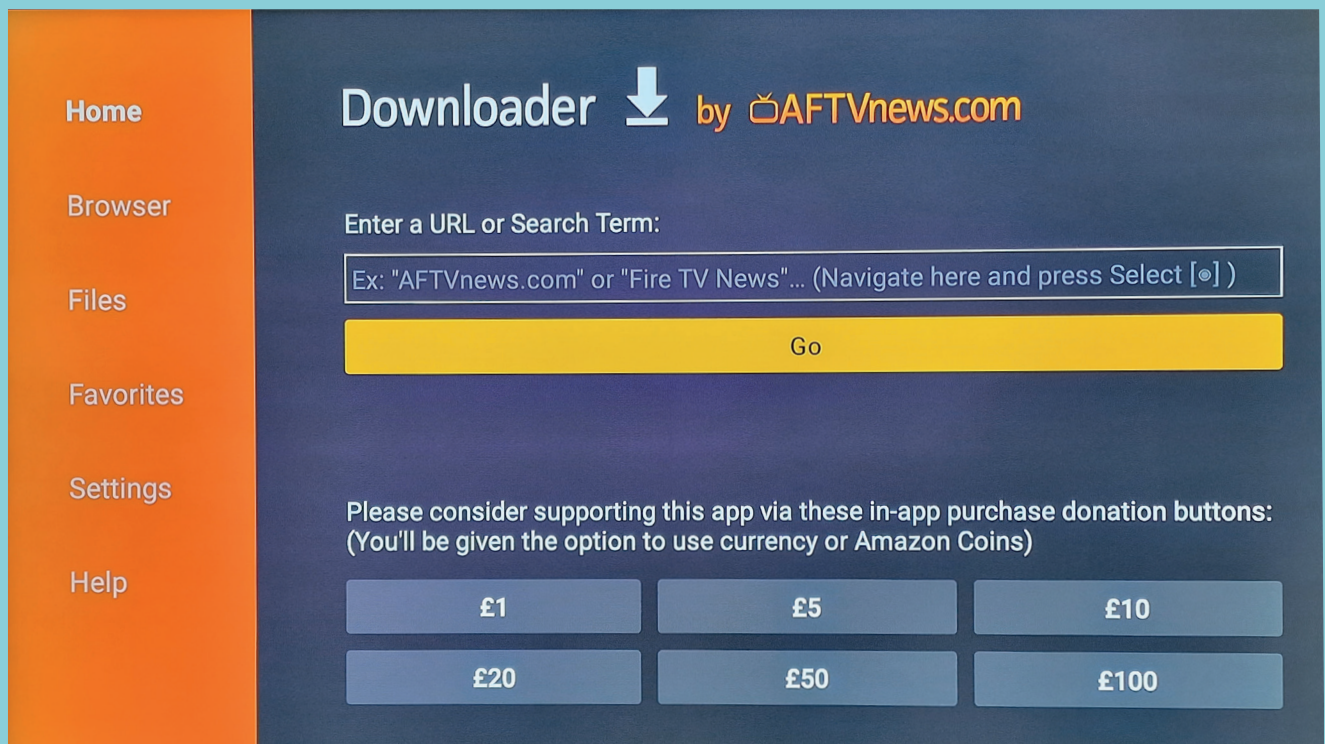 Home
Browser
Files
Favorites
Settings
Help
Downloader by AFTVnews.com
Enter a URL or Search Term:
Ex: "AFTVnews.com" or "Fire TV News"... (Navigate here and press Select [◉] )
Go
Please consider supporting this app via these in-app purchase donation buttons:
(You'll be given the option to use currency or Amazon Coins)
£1 £5 £10
£20 £50 £100